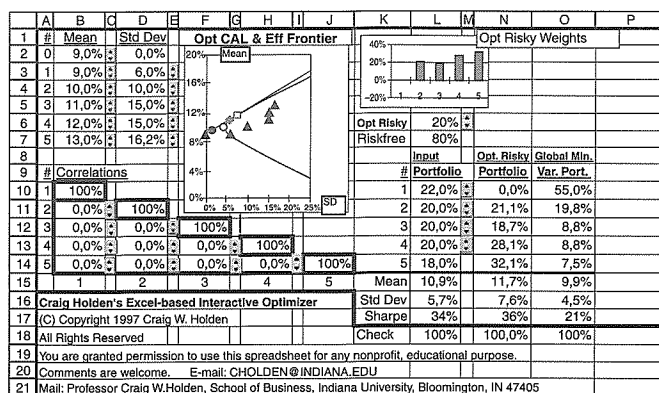 A B C D E F G H I J K L M N O P
1 # Mean Std Dev Opt CAL & Eff Frontier 40% Opt Risky Weights
2 0 9,0% 0,0% 20% Mean 20%
3 1 9,0% 6,0% 0%
4 2 10,0% 10,0% 16% -20% 1 2 3 4 5
5 3 11,0% 15,0%
6 4 12,0% 15,0% 12% Opt Risky 20%
7 5 13,0% 16,2% 8% Riskfree 80%
8 Input Opt. Risky Global Min.
9 # Correlations 4% # Portfolio Portfolio Var. Port.
10 1 100% 0% SD 1 22,0% 0,0% 55,0%
11 2 0,0% 100% 0% 5% 10% 15% 20% 25% 2 20,0% 21,1% 19,8%
12 3 0,0% 0,0% 100% 3 20,0% 18,7% 8,8%
13 4 0,0% 0,0% 0,0% 100% 4 20,0% 28,1% 8,8%
14 5 0,0% 0,0% 0,0% 0,0% 100% 5 18,0% 32,1% 7,5%
15 1 2 3 4 5 Mean 10,9% 11,7% 9,9%
16 Craig Holden's Excel-based Interactive Optimizer Std Dev 5,7% 7,6% 4,5%
17 (C) Copyright 1997 Craig W. Holden Sharpe 34% 36% 21%
18 All Rights Reserved Check 100% 100,0% 100%
19 You are granted permission to use this spreadsheet for any nonprofit, educational purpose.
20 Comments are welcome. E-mail: CHOLDEN@INDIANA.EDU
21 Mail: Professor Craig W.Holden, School of Business, Indiana University, Bloomington, IN 47405